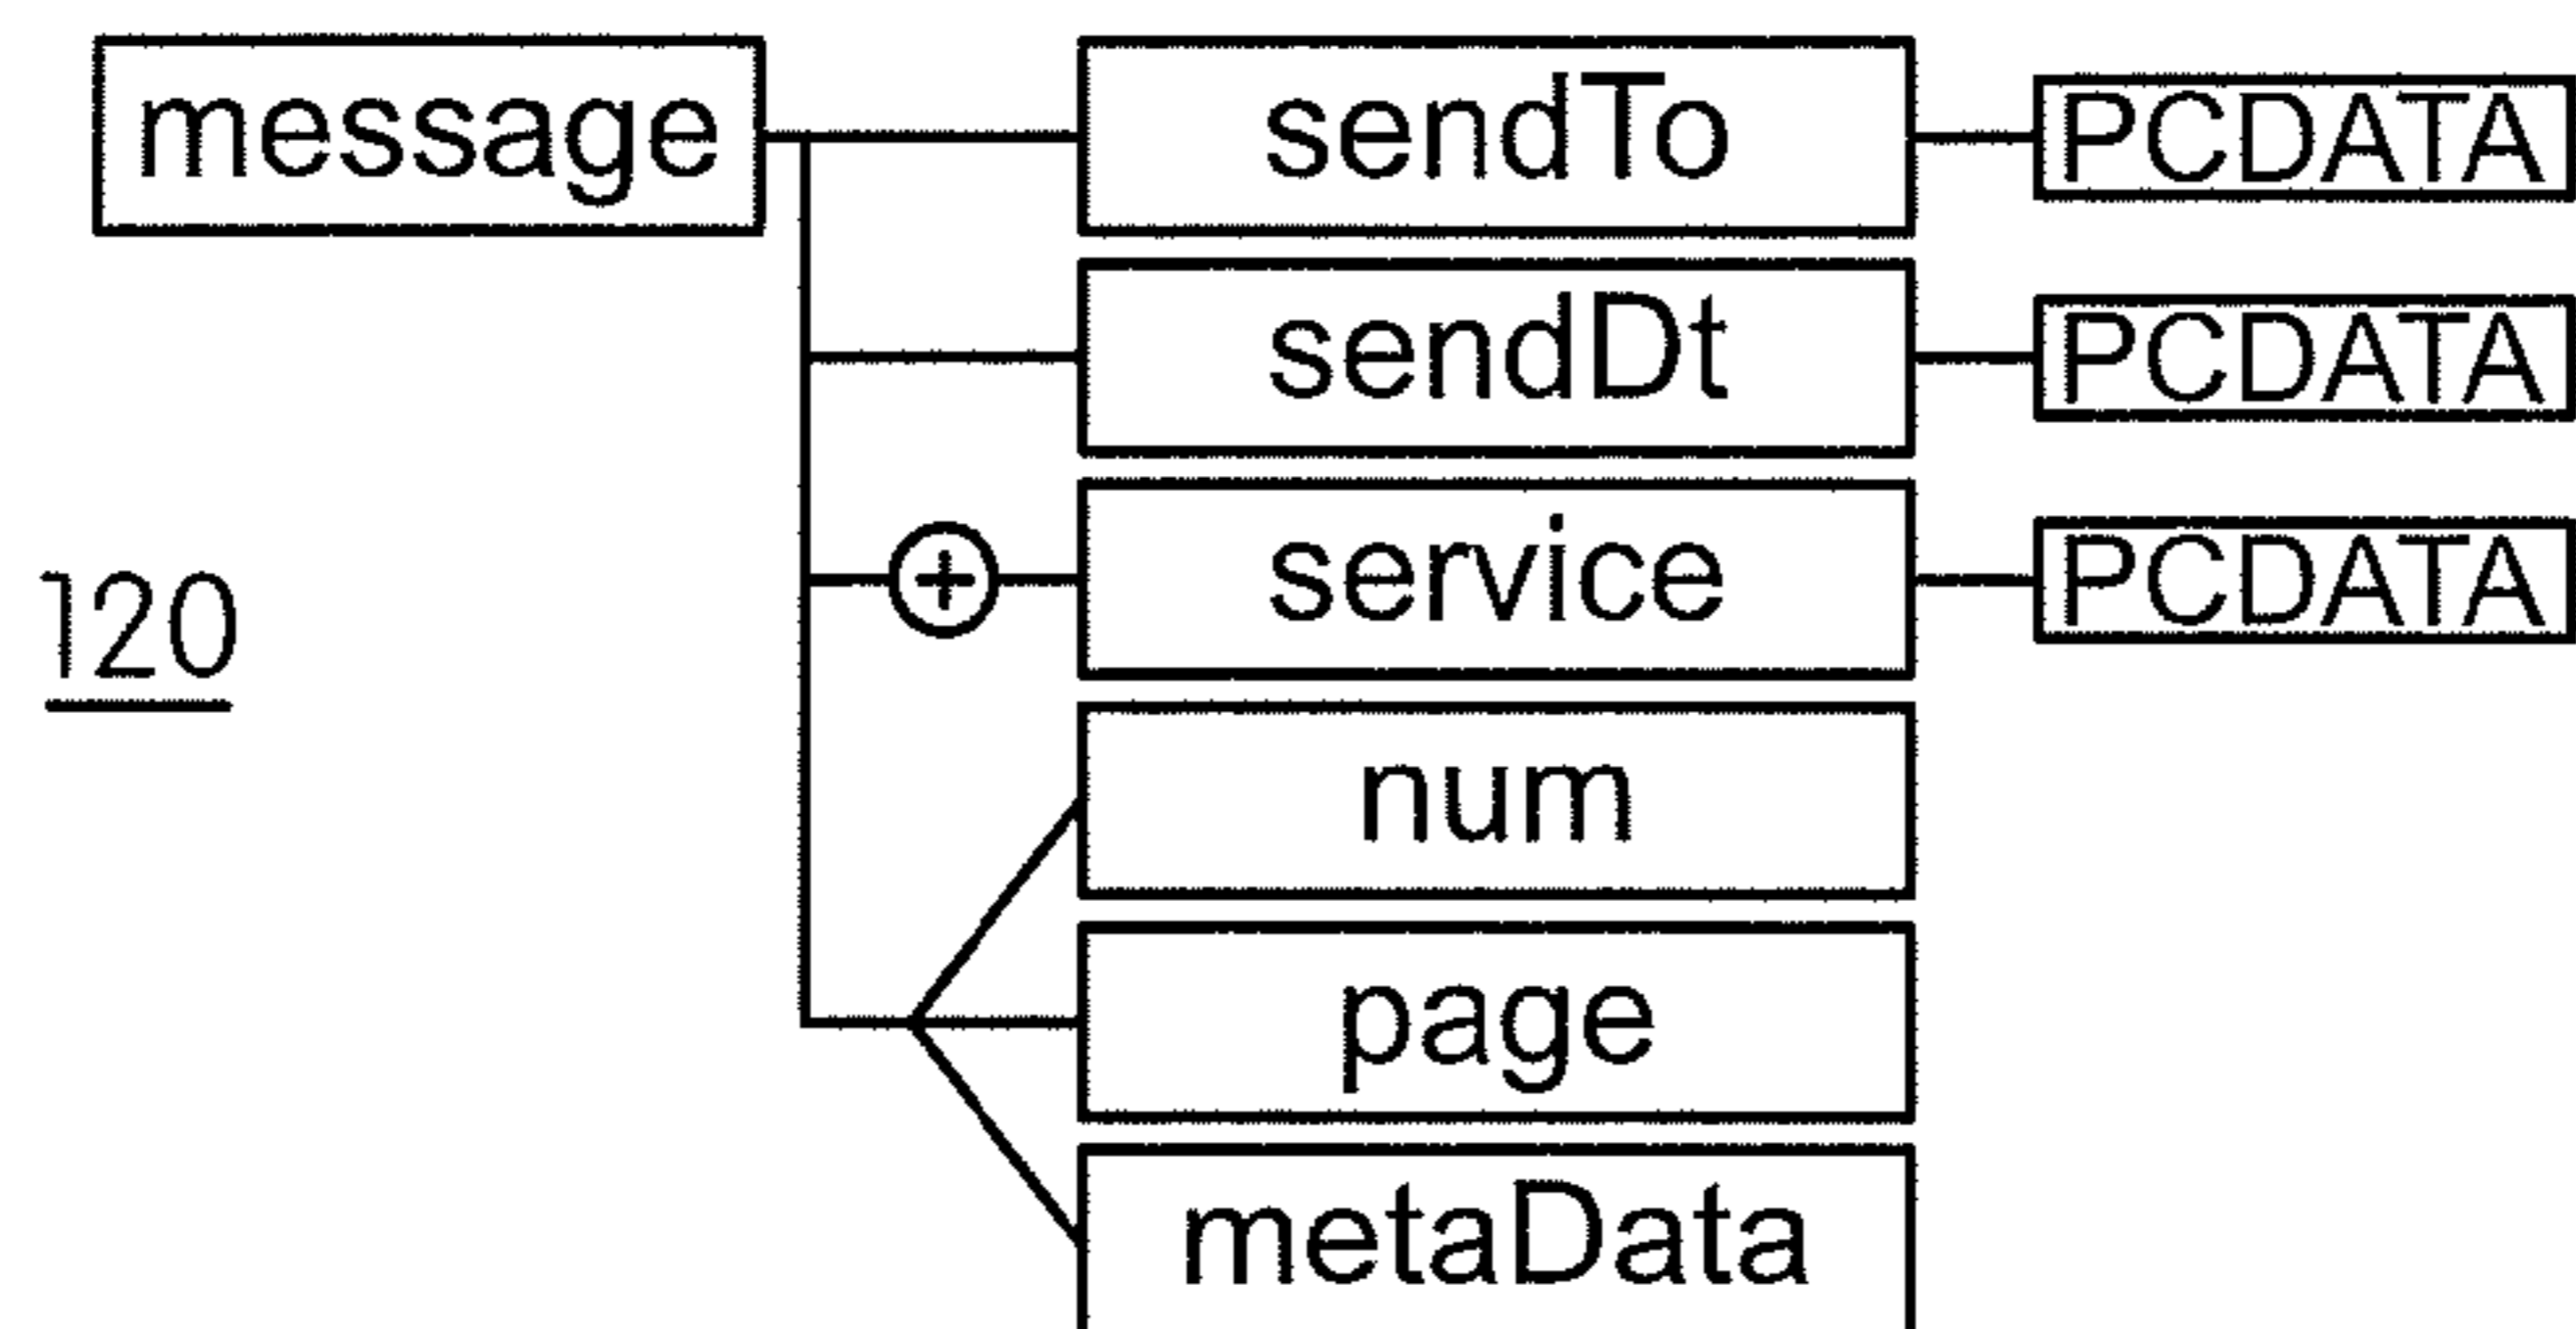 message
sendTo
PCDATA
sendDt
PCDATA
+
service
PCDATA
120
num
page
metaData